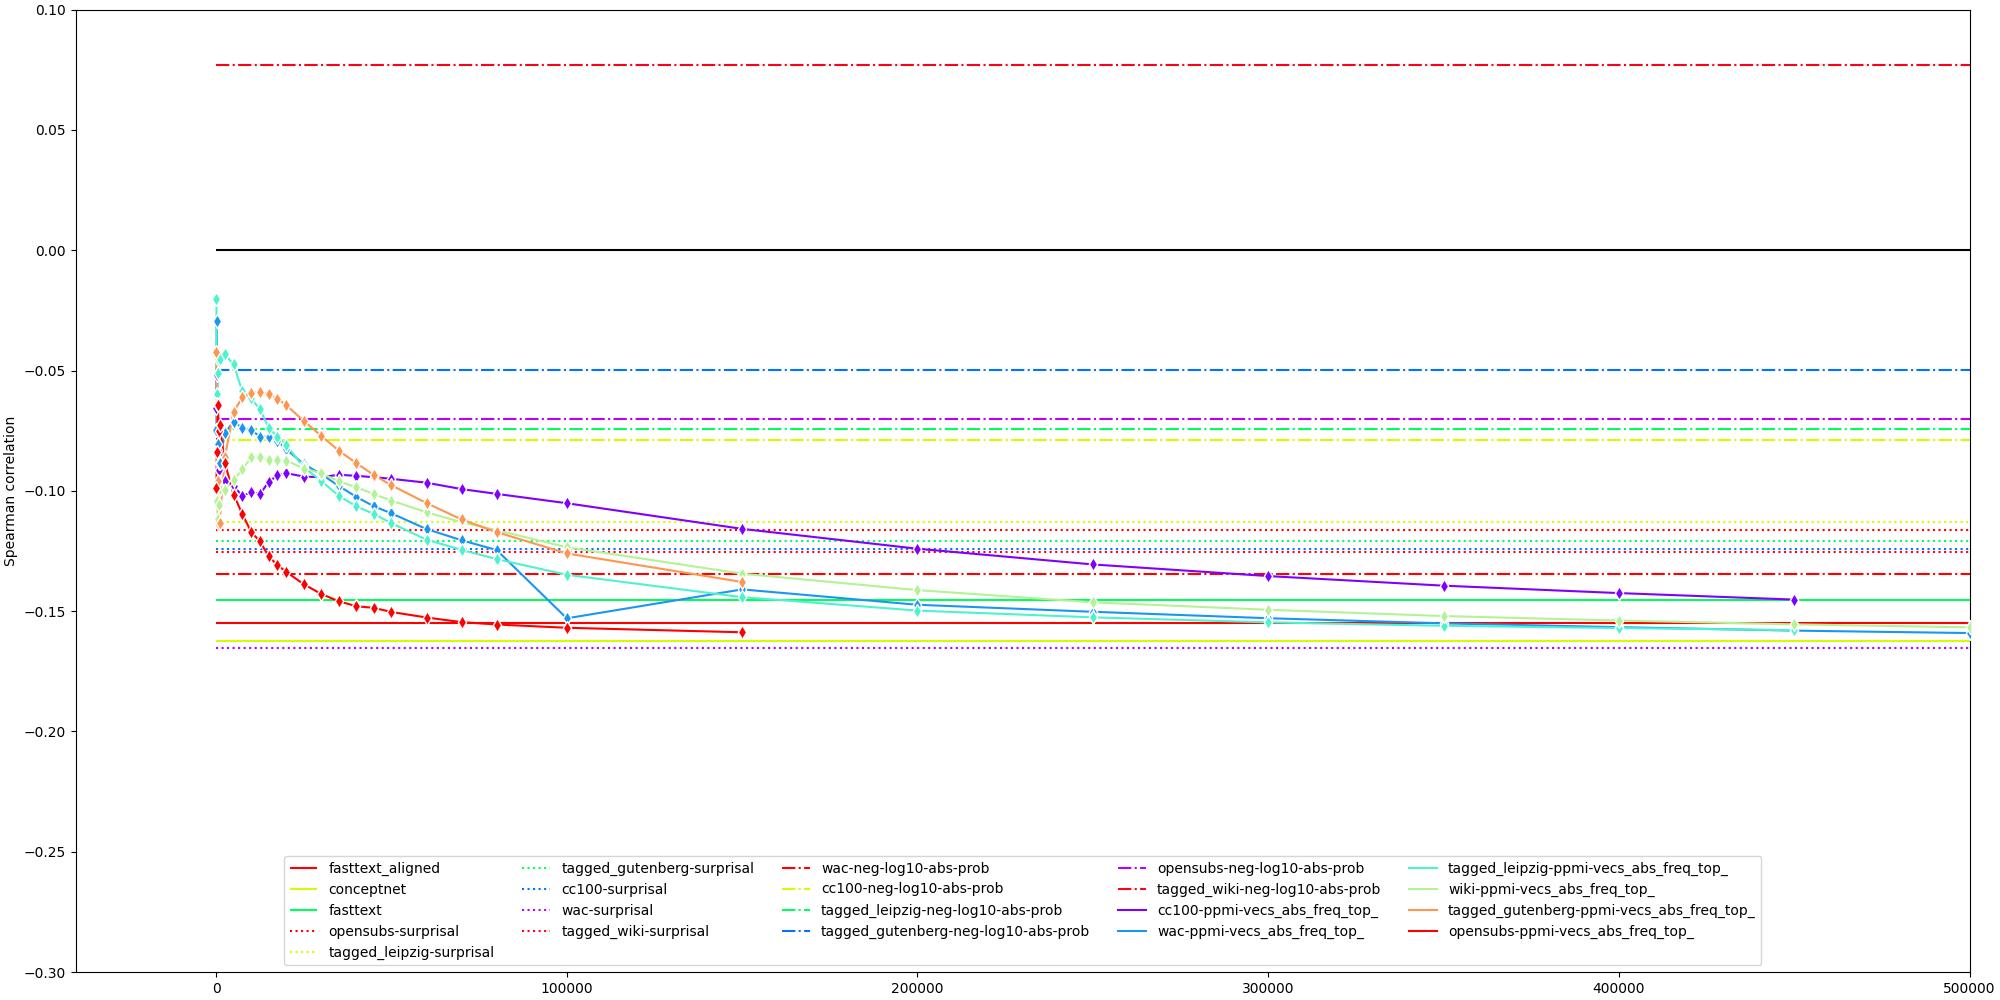 0.10
0.05
0.00
−0.05
−0.10
−0.15
−0.20
−0.25
−0.30
Spearman correlation
fasttext_aligned
conceptnet
fasttext
opensubs-surprisal
tagged_leipzig-surprisal
tagged_gutenberg-surprisal
cc100-surprisal
wac-surprisal
tagged_wiki-surprisal
wac-neg-log10-abs-prob
cc100-neg-log10-abs-prob
tagged_leipzig-neg-log10-abs-prob
tagged_gutenberg-neg-log10-abs-prob
opensubs-neg-log10-abs-prob
tagged_wiki-neg-log10-abs-prob
cc100-ppmi-vecs_abs_freq_top_
wac-ppmi-vecs_abs_freq_top_
tagged_leipzig-ppmi-vecs_abs_freq_top_
wiki-ppmi-vecs_abs_freq_top_
tagged_gutenberg-ppmi-vecs_abs_freq_top_
opensubs-ppmi-vecs_abs_freq_top_
0 100000 200000 300000 400000 500000